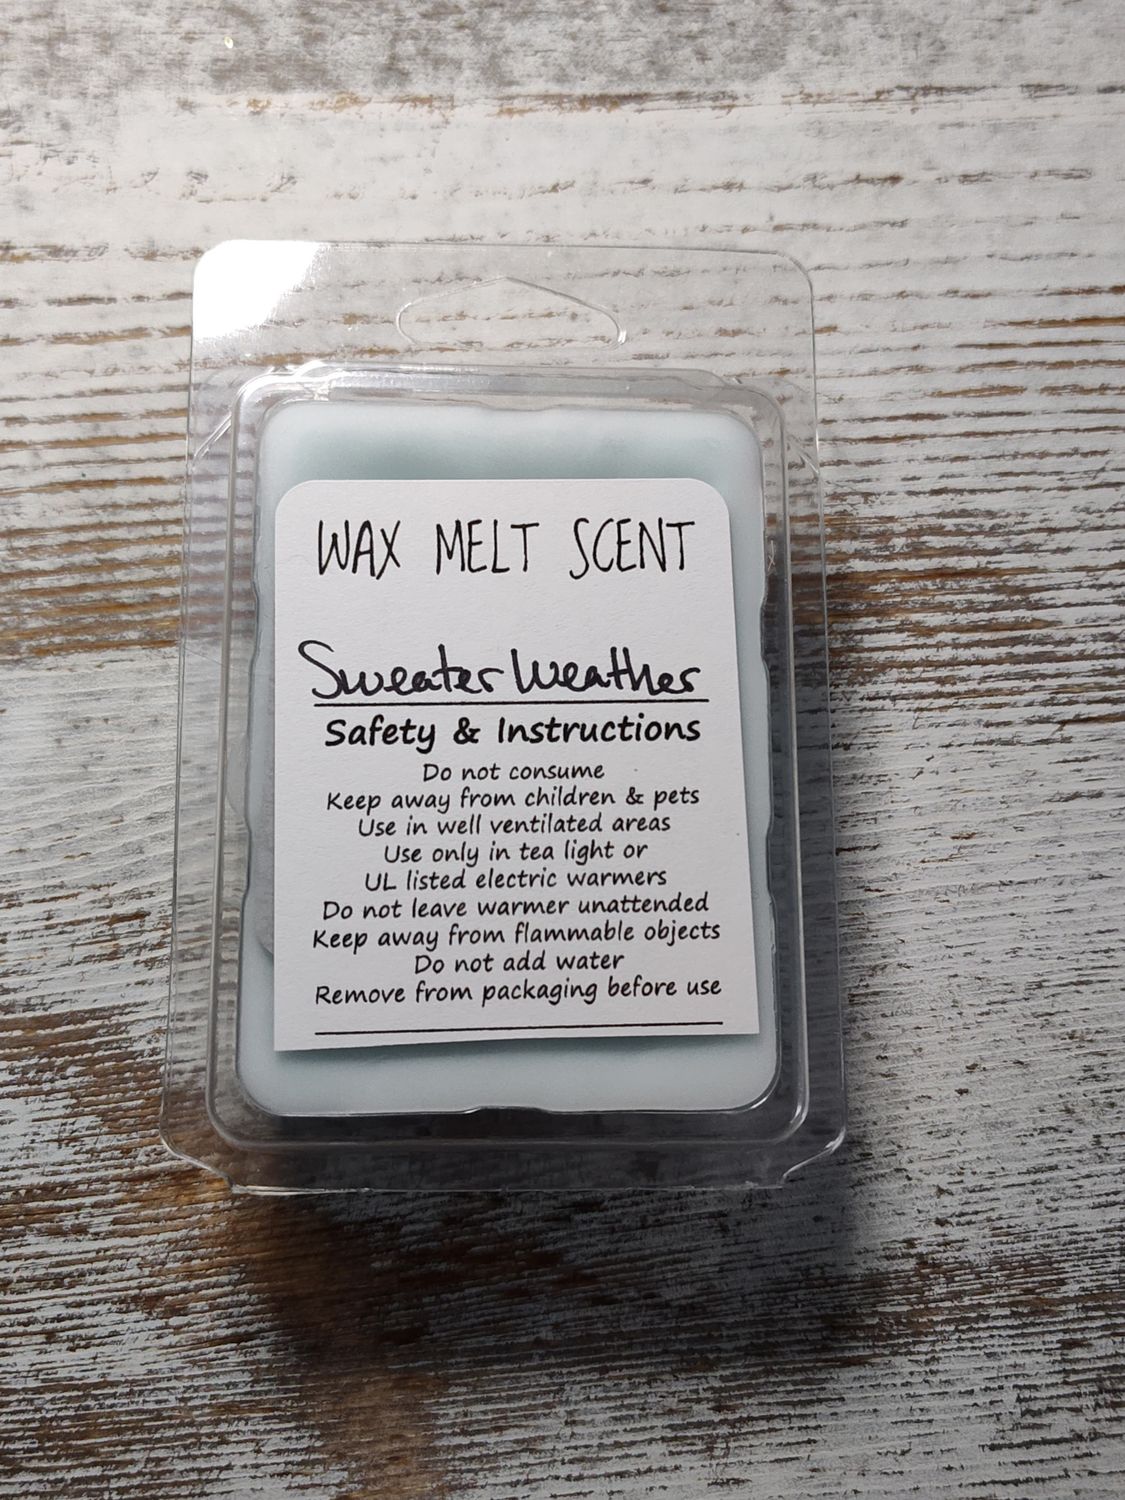 WAX MELT SCENT
Sweater Weather
Safety & Instructions
Do not consume
Keep away from children & pets
Use in well ventilated areas
Use only in tea light or
UL listed electric warmers
Do not leave warmer unattended
Keep away from flammable objects
Do not add water
Remove from packaging before use